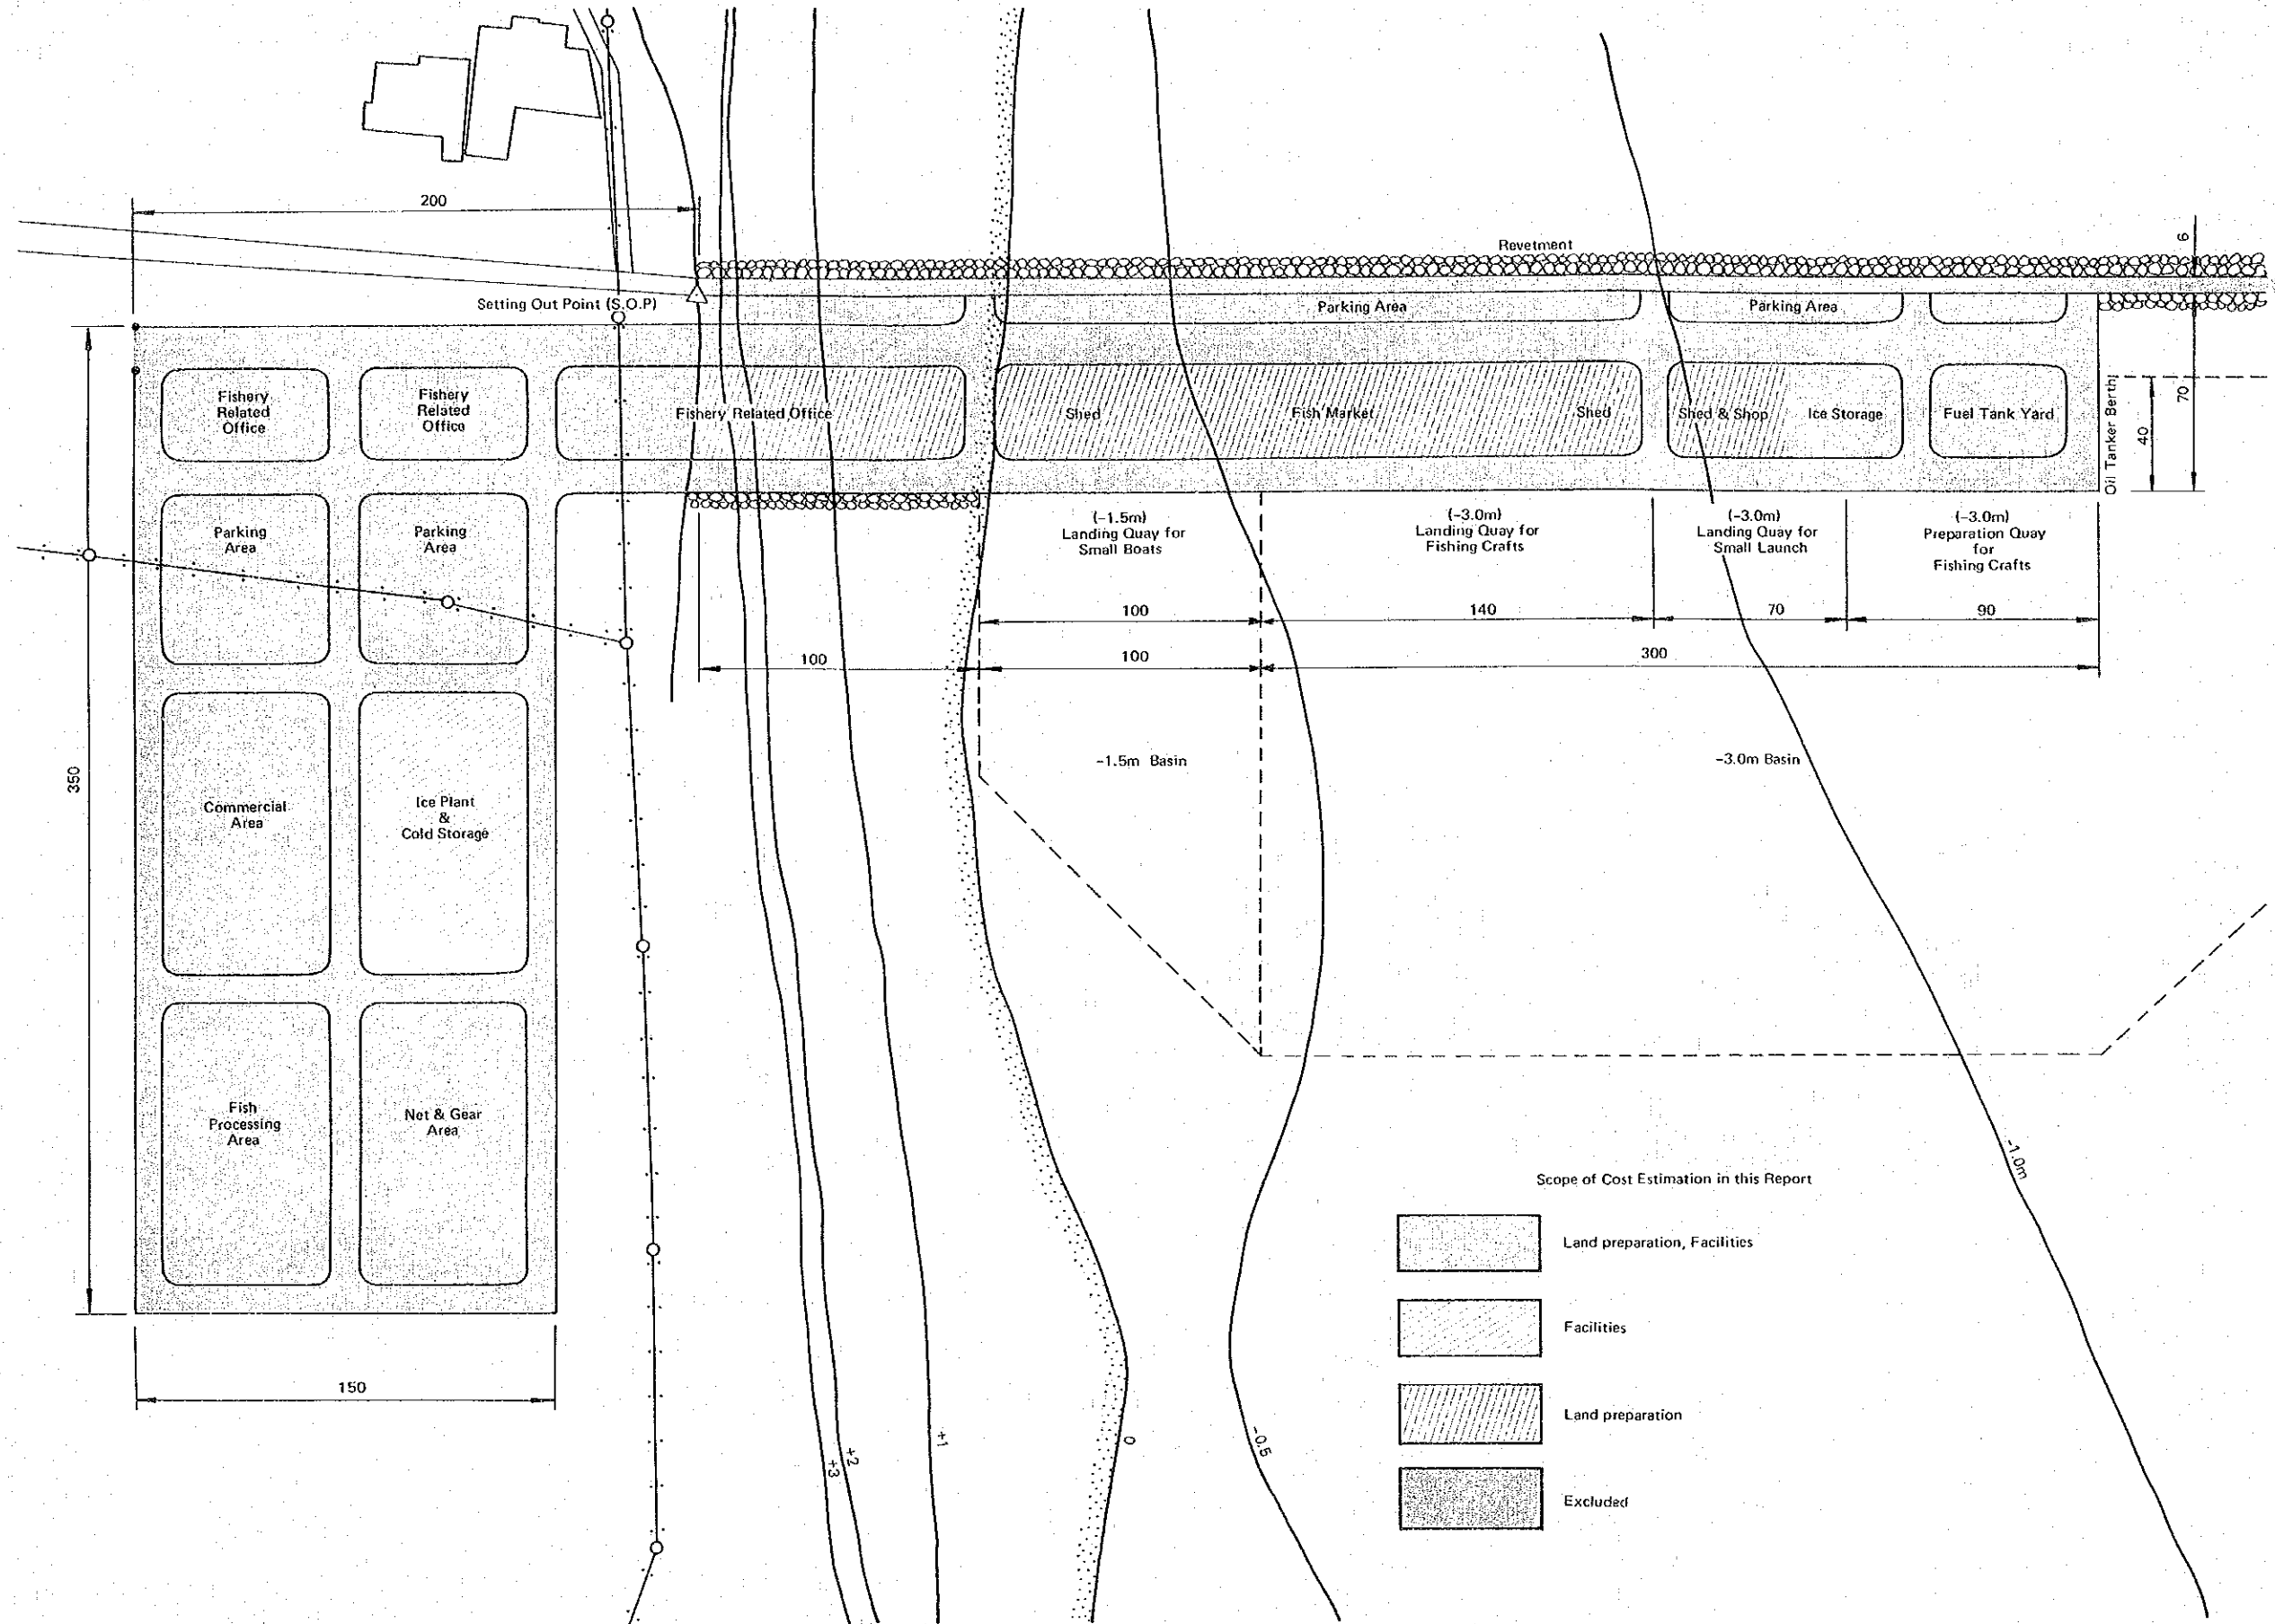 200
Revetment
6
Setting Out Point (S.O.P)
Parking Area
Parking Area
Fishery
Related
Office
Fishery
Related
Office
Fishery Related Office
Shed
Fish Market
Shed
Shed & Shop
Ice Storage
Fuel Tank Yard
Oil Tanker Berth
40
70
Parking
Area
Parking
Area
(-1.5m)
Landing Quay for
Small Boats
(-3.0m)
Landing Quay for
Fishing Crafts
(-3.0m)
Landing Quay for
Small Launch
(-3.0m)
Preparation Quay
for
Fishing Crafts
100
140
70
90
100
100
300
350
Commercial
Area
Ice Plant
&
Cold Storage
-1.5m Basin
-3.0m Basin
Fish
Processing
Area
Net & Gear
Area
-1.0m
Scope of Cost Estimation in this Report
Land preparation, Facilities
Facilities
Land preparation
Excluded
150
+3
+2
+1
0
-0.5